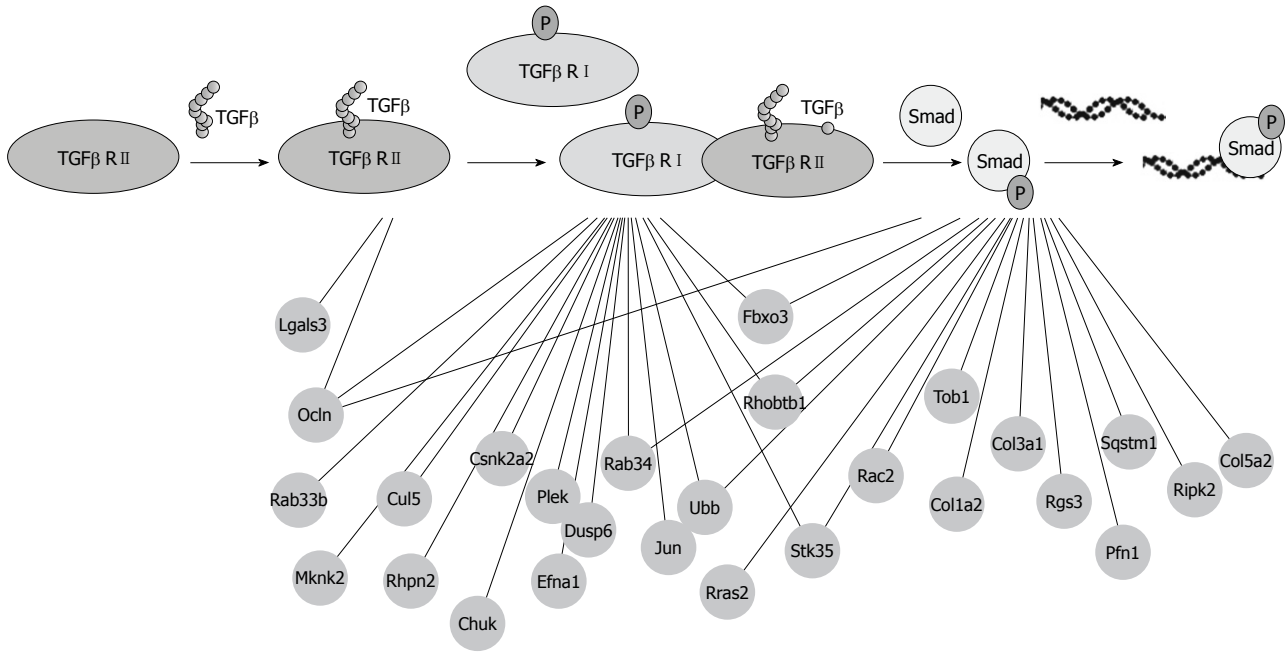 P
TGFβ R I
P
TGFβ
TGFβ
TGFβ
Smad
P
TGFβ R II
TGFβ R II
TGFβ R I
TGFβ R II
Smad
Smad
P
Lgals3
Fbxo3
Ocln
Rhobtb1
Tob1
Csnk2a2
Rab34
Col3a1
Sqstm1
Col5a2
Rab33b
Cul5
Plek
Ubb
Rac2
Col1a2
Rgs3
Ripk2
Dusp6
Jun
Stk35
Pfn1
Mknk2
Rhpn2
Efna1
Rras2
Chuk